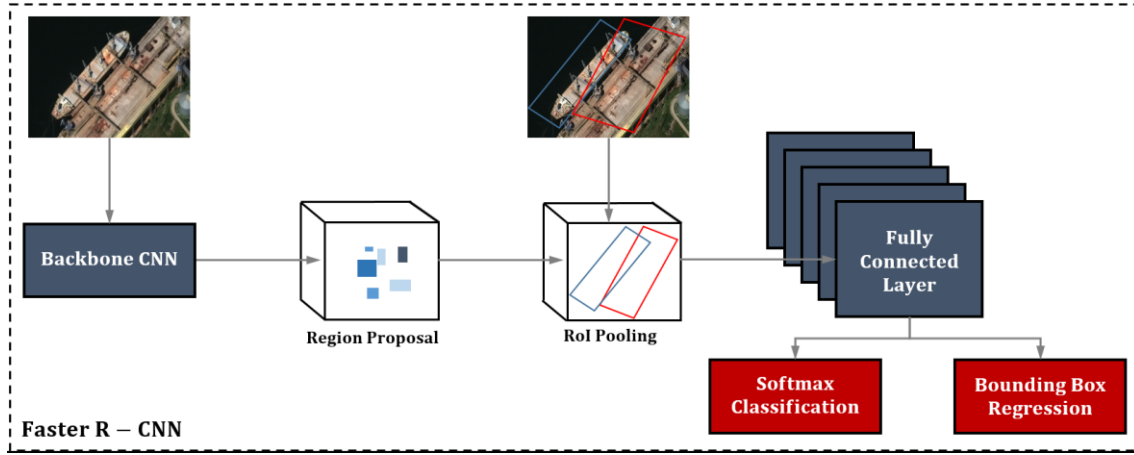 Backbone CNN
Region Proposal
RoI Pooling
Fully
Connected
Layer
Softmax
Classification
Bounding Box
Regression
Faster R – CNN